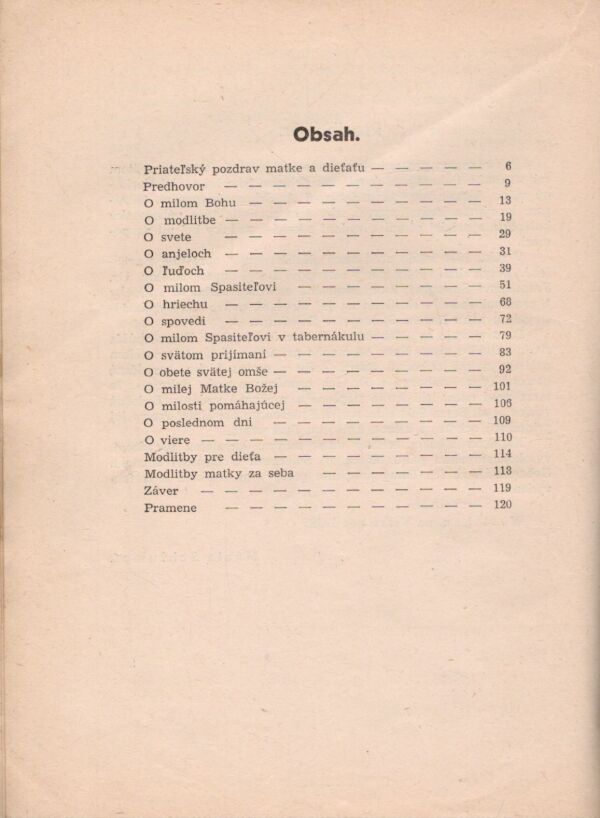 Obsah.
Priateľský pozdrav matke a dieťaťu — — — — — 6
Predhovor — — — — — — — — — — — 9
O milom Bohu — — — — — — — — — — 13
O modlitbe — — — — — — — — — — — 19
O svete — — — — — — — — — — — 29
O anjeloch — — — — — — — — — — — 31
O ľuďoch — — — — — — — — — — — 39
O milom Spasiteľovi — — — — — — — — 51
O hriechu — — — — — — — — — — — 68
O spovedi — — — — — — — — — — — 72
O milom Spasiteľovi v tabernákulu — — — — — 79
O svätom prijímaní — — — — — — — — — 83
O obete svätej omše — — — — — — — — — 92
O milej Matke Božej — — — — — — — — 101
O milosti pomáhajúcej — — — — — — — — 106
O poslednom dni — — — — — — — — — 109
O viere — — — — — — — — — — — — 110
Modlitby pre dieťa — — — — — — — — — 114
Modlitby matky za seba — — — — — — — 118
Záver — — — — — — — — — — — — 119
Pramene — — — — — — — — — — — 120